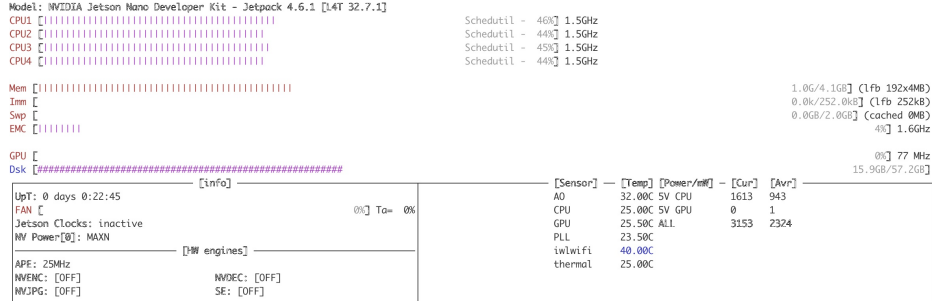 Model: NVIDIA Jetson Nano Developer Kit - Jetpack 4.6.1 [L4T 32.7.1]
CPU1 [||||||||||||||||||||||||||||||||||||||||||| Schedutil - 46%] 1.5GHz
CPU2 [||||||||||||||||||||||||||||||||||||||||| Schedutil - 44%] 1.5GHz
CPU3 [|||||||||||||||||||||||||||||||||||||||||| Schedutil - 45%] 1.5GHz
CPU4 [||||||||||||||||||||||||||||||||||||||||| Schedutil - 44%] 1.5GHz
Mem [||||||||||||||||||||||||||||||||||||||||||||||| 1.0G/4.1GB] (lfb 192x4MB)
Imm [ 0.0k/252.0kB] (lfb 252kB)
Swp [ 0.0GB/2.0GB] (cached 0MB)
EMC [|||||||| 4%] 1.6GHz
GPU [ 0%] 77 MHz
Dsk [######################################################### 15.9GB/57.2GB]
[info] [Sensor] — [Temp] [Power/mW] — [Cur] [Avr]
UpT: 0 days 0:22:45 AO 32.00C 5V CPU 1613 943
FAN [ 0%] Ta= 0% CPU 25.00C 5V GPU 0 1
Jetson Clocks: inactive GPU 25.50C ALL 3153 2324
NV Power[0]: MAXN PLL 23.50C
[HW engines] iwlwifi 40.00C
APE: 25MHz thermal 25.00C
NVENC: [OFF] NVDEC: [OFF]
NVJPG: [OFF] SE: [OFF]